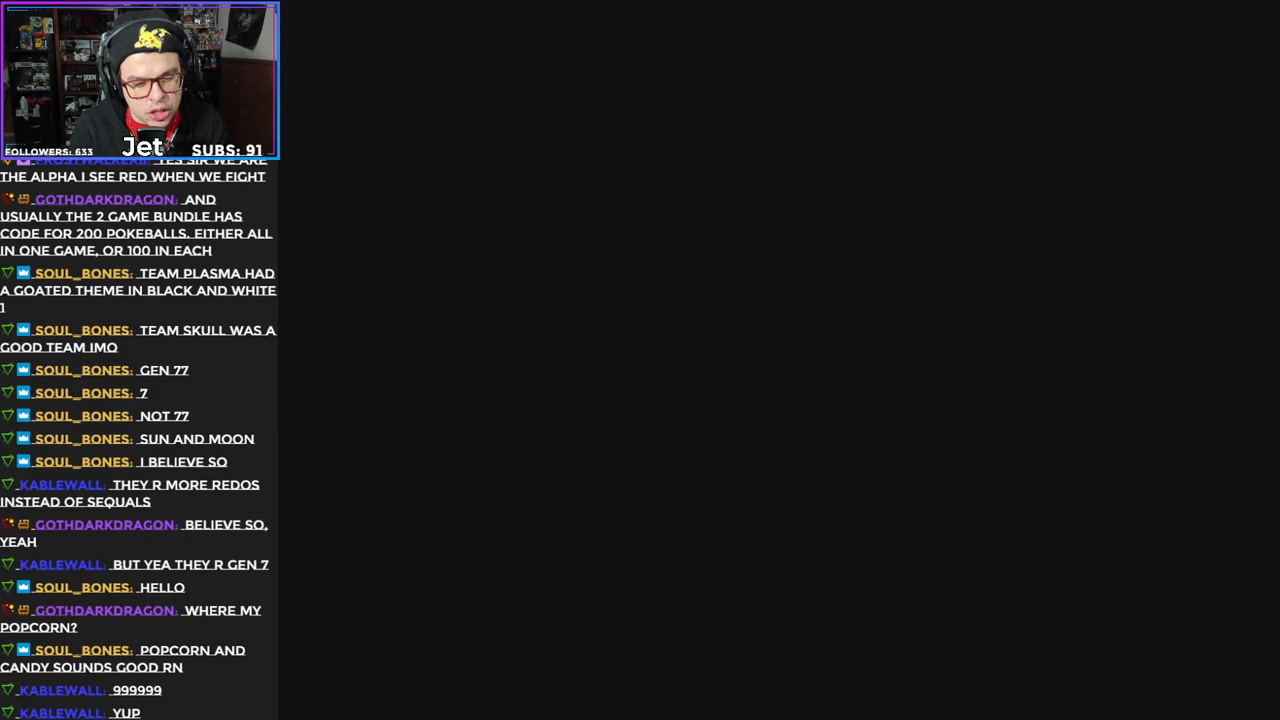 Jet
FOLLOWERS: 633
SUBS: 91
FROSTWALKER8: YES SIR WE ARE
THE ALPHA I SEE RED WHEN WE FIGHT
GOTHDARKDRAGON: AND
USUALLY THE 2 GAME BUNDLE HAS
CODE FOR 200 POKEBALLS. EITHER ALL
IN ONE GAME, OR 100 IN EACH
SOUL_BONES: TEAM PLASMA HAD
A GOATED THEME IN BLACK AND WHITE
1
SOUL_BONES: TEAM SKULL WAS A
GOOD TEAM IMO
SOUL_BONES: GEN 77
SOUL_BONES: 7
SOUL_BONES: NOT 77
SOUL_BONES: SUN AND MOON
SOUL_BONES: I BELIEVE SO
KABLEWALL: THEY R MORE REDOS
INSTEAD OF SEQUALS
GOTHDARKDRAGON: BELIEVE SO,
YEAH
KABLEWALL: BUT YEA THEY R GEN 7
SOUL_BONES: HELLO
GOTHDARKDRAGON: WHERE MY
POPCORN?
SOUL_BONES: POPCORN AND
CANDY SOUNDS GOOD RN
KABLEWALL: 999999
KABLEWALL: YUP